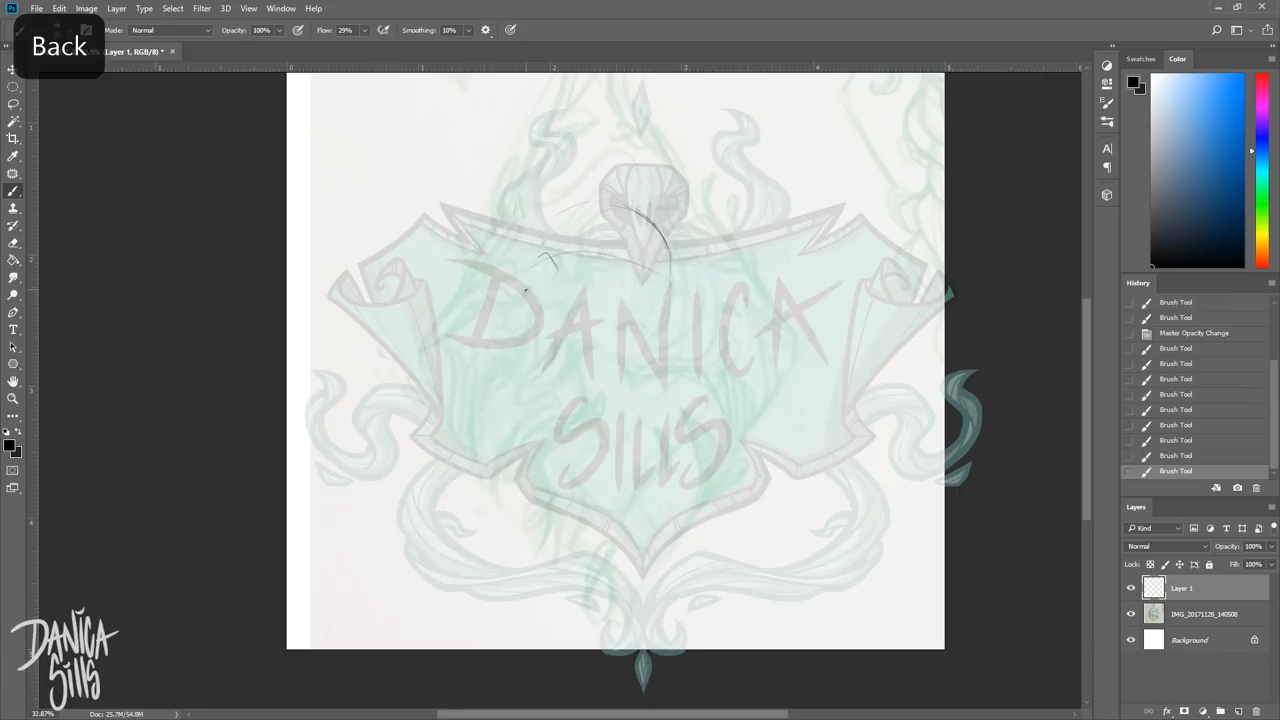 File Edit Image Layer Type Select Filter 3D View Window Help
Back
Mode: Normal Opacity: 100% Flow: 29% Smoothing: 10%
(Layer 1, RGB/8) *
Swatches Color
DANICA
SILLS
History
Brush Tool
Brush Tool
Master Opacity Change
Brush Tool
Brush Tool
Brush Tool
Brush Tool
Brush Tool
Brush Tool
Brush Tool
Brush Tool
Brush Tool
Layers
Kind
Normal Opacity: 100%
Lock: Fill: 100%
Layer 1
IMG_20171128_140508
Background
DANICA
Sills
32.87% Doc: 25.7M/54.8M